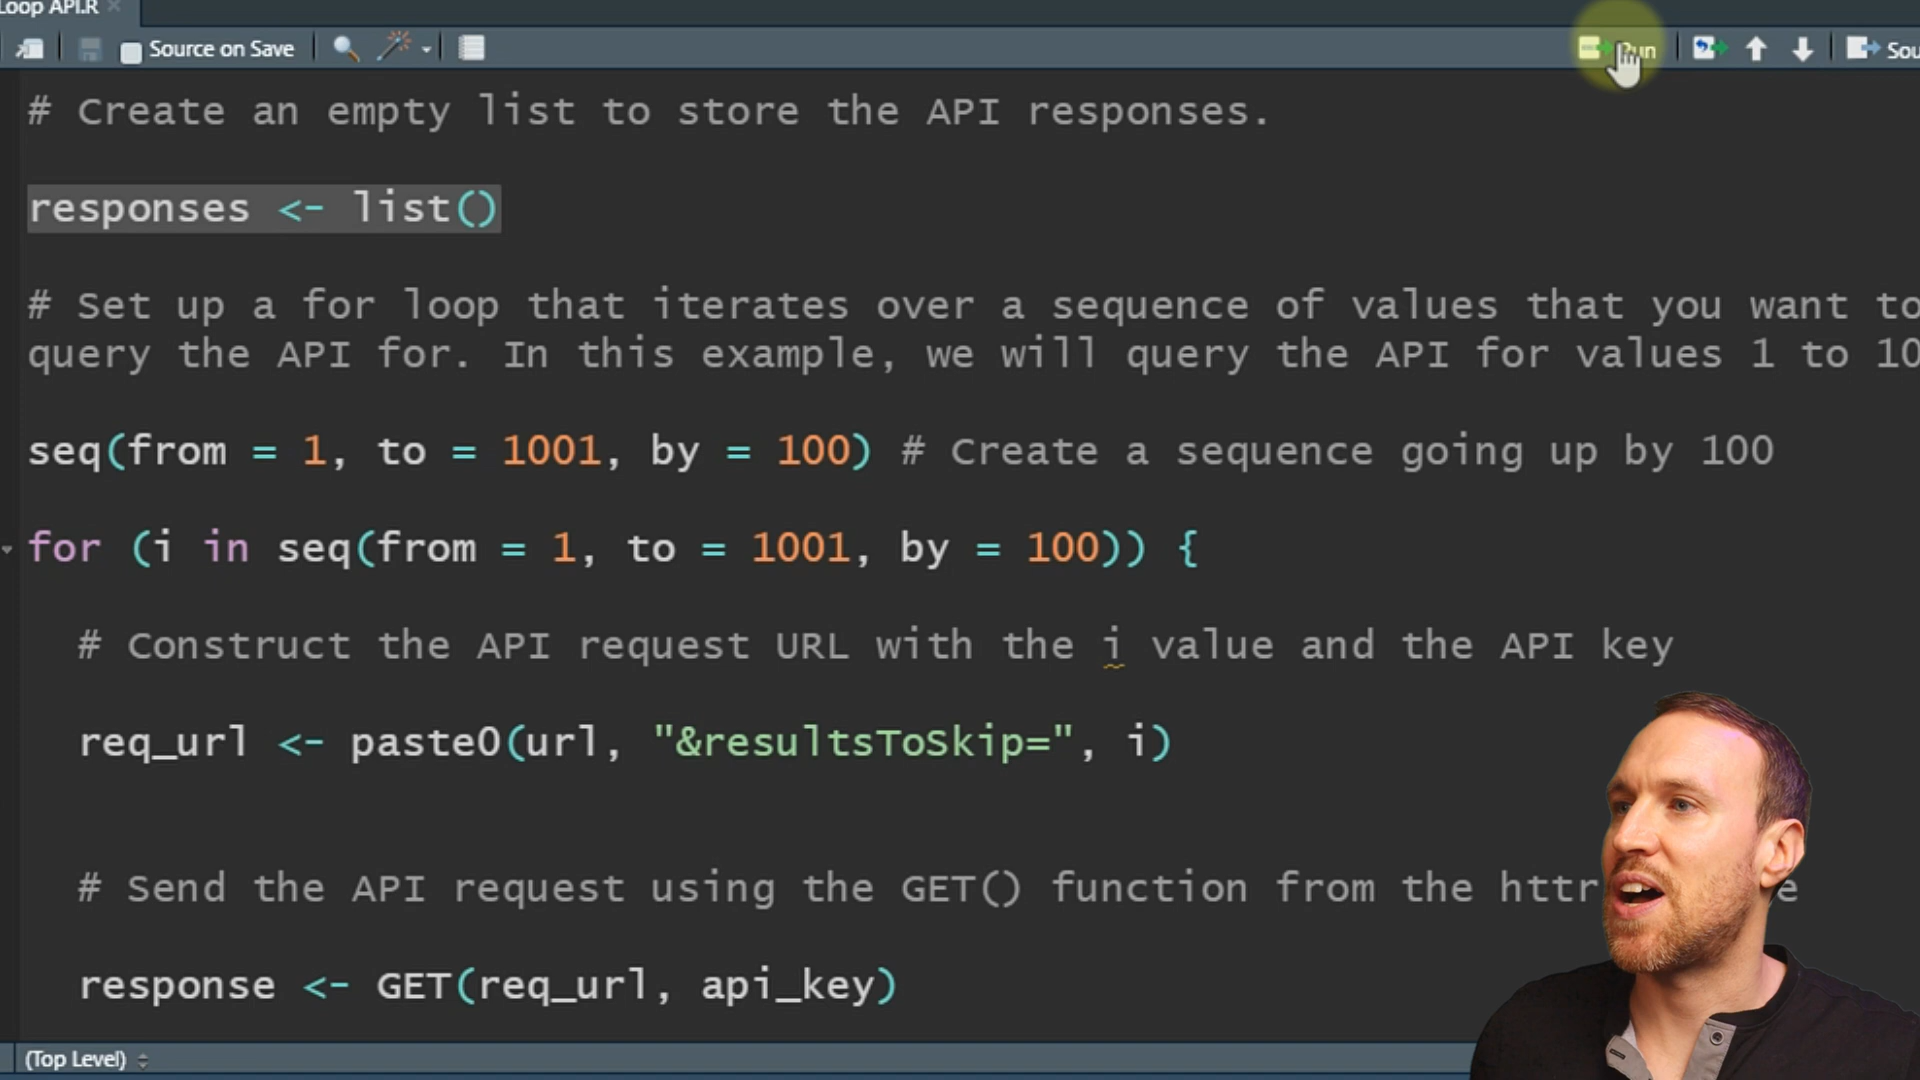 Loop API.R
Source on Save Run Sou
# Create an empty list to store the API responses.
responses <- list()
# Set up a for loop that iterates over a sequence of values that you want to
query the API for. In this example, we will query the API for values 1 to 10
seq(from = 1, to = 1001, by = 100) # Create a sequence going up by 100
for (i in seq(from = 1, to = 1001, by = 100)) {
# Construct the API request URL with the i value and the API key
req_url <- paste0(url, "&resultsToSkip=", i)
# Send the API request using the GET() function from the httr
response <- GET(req_url, api_key)
(Top Level)